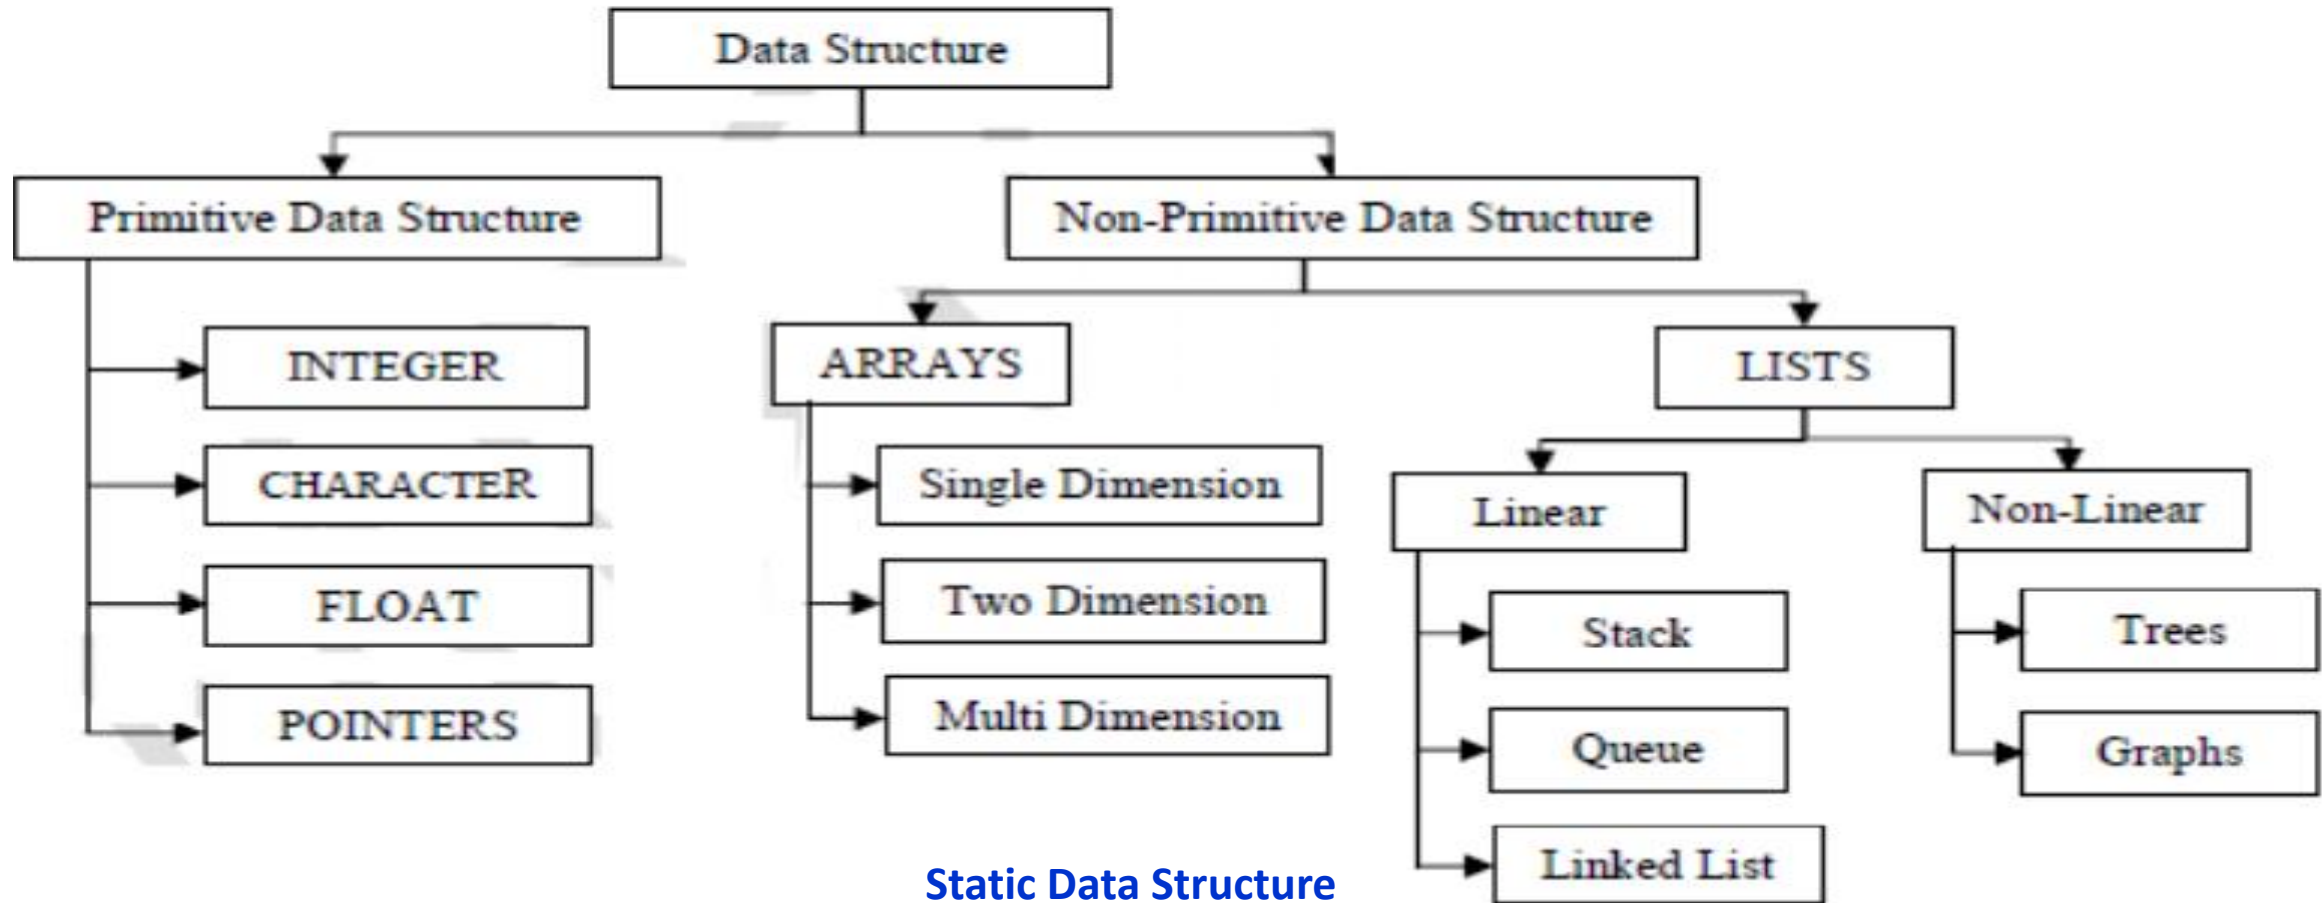 Data Structure
Primitive Data Structure
Non-Primitive Data Structure
INTEGER
CHARACTER
FLOAT
POINTERS
ARRAYS
Single Dimension
Two Dimension
Multi Dimension
LISTS
Linear
Stack
Queue
Linked List
Non-Linear
Trees
Graphs
Static Data Structure